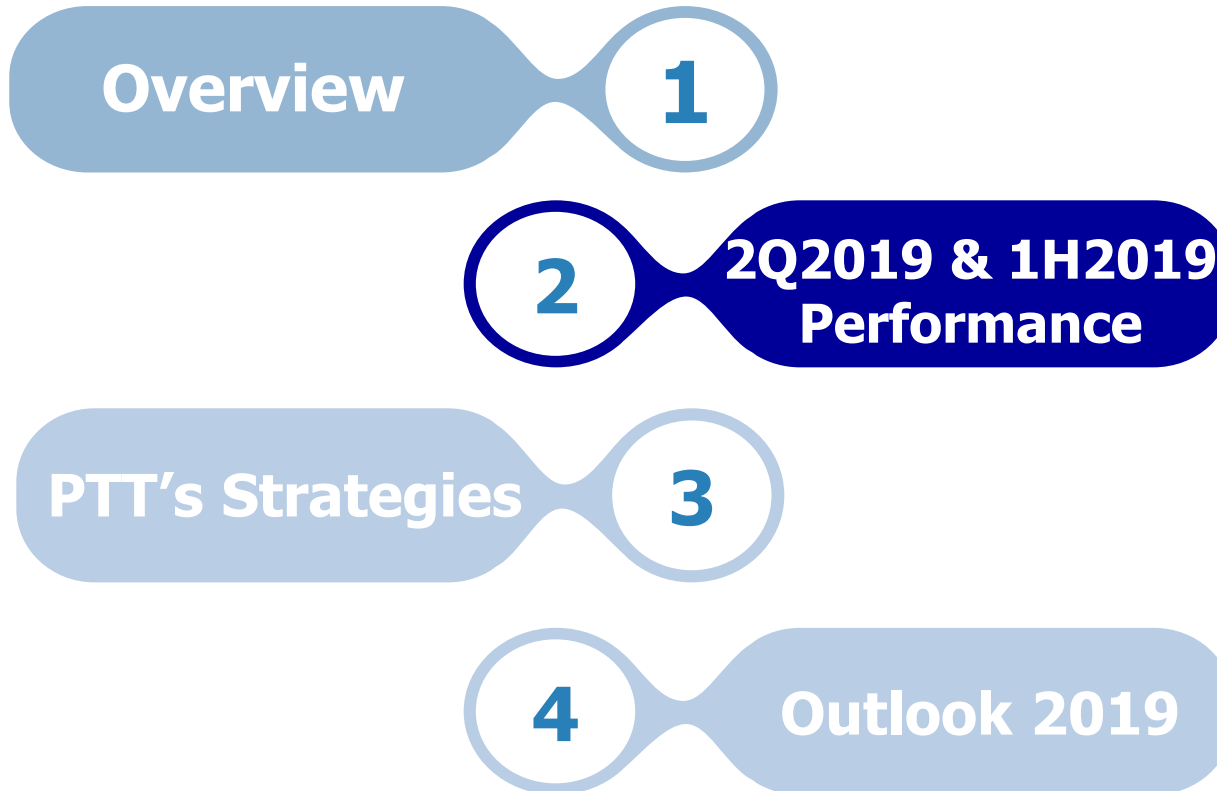 Overview 1
2 2Q2019 & 1H2019
Performance
PTT’s Strategies 3
4 Outlook 2019